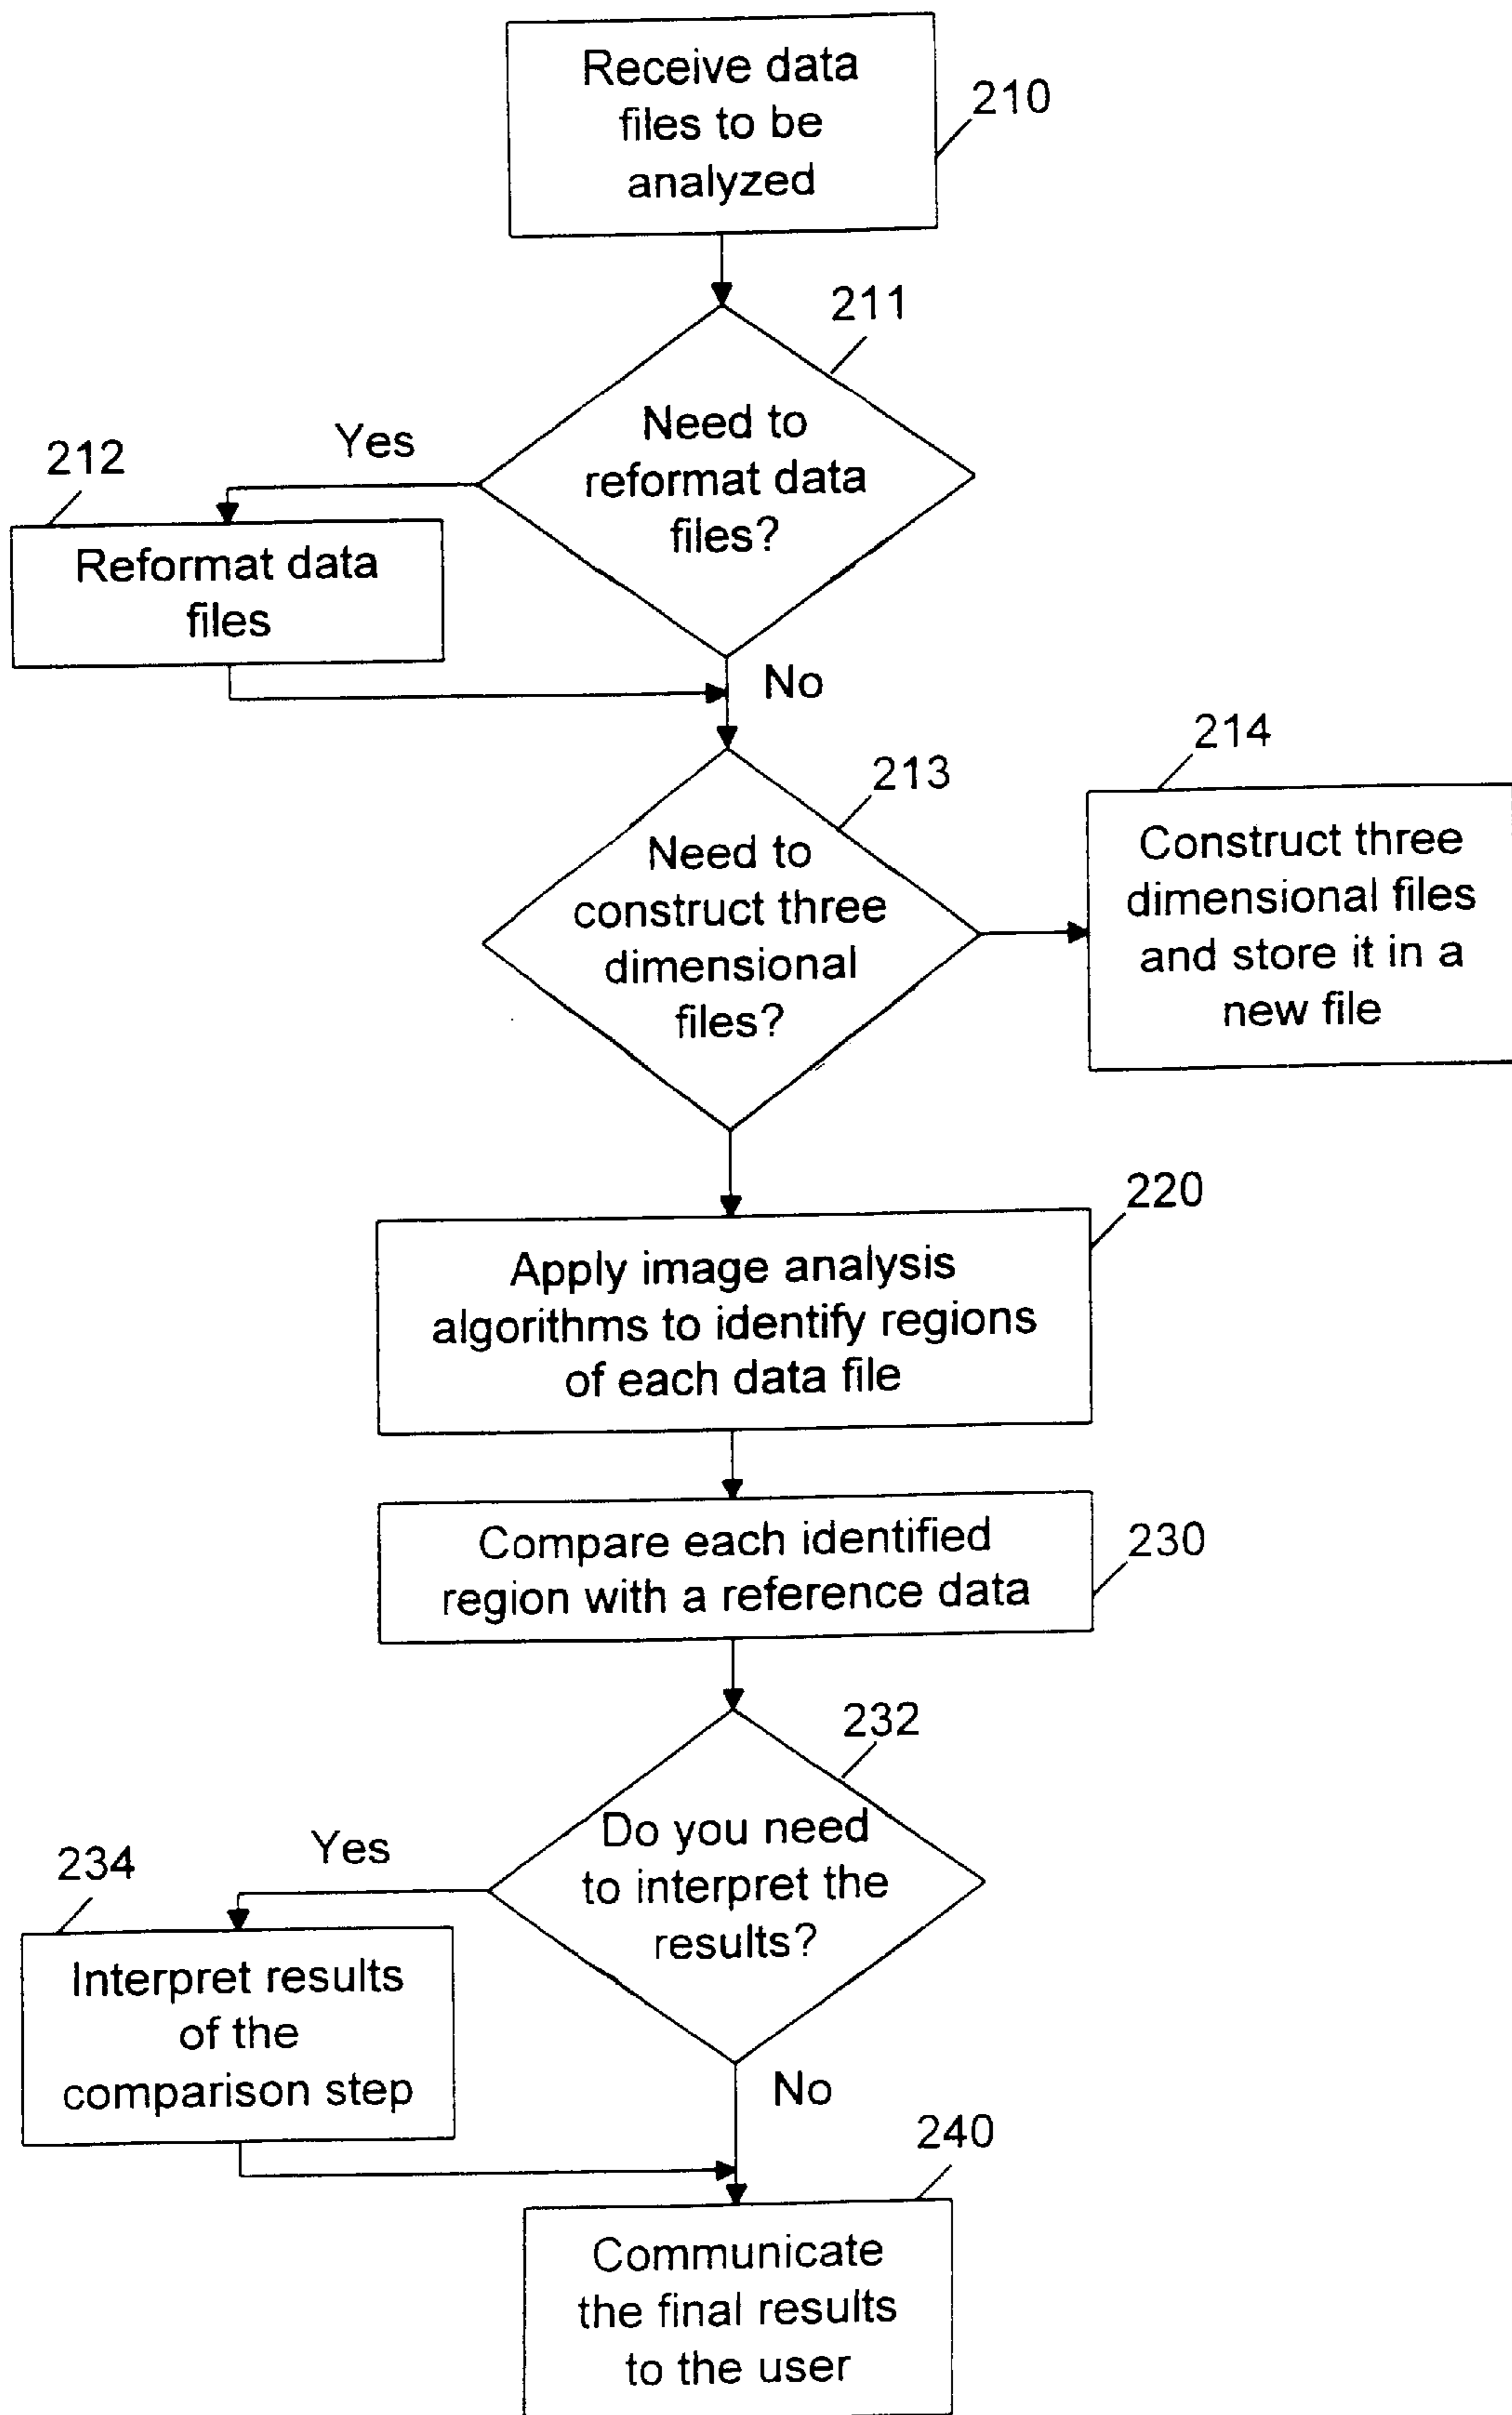 Receive data
files to be
analyzed
210
211
Need to
reformat data
files?
Yes
212
Reformat data
files
No
213
Need to
construct three
dimensional
files?
214
Construct three
dimensional files
and store it in a
new file
220
Apply image analysis
algorithms to identify regions
of each data file
Compare each identified
region with a reference data
230
232
Do you need
to interpret the
results?
Yes
234
Interpret results
of the
comparison step
No
240
Communicate
the final results
to the user